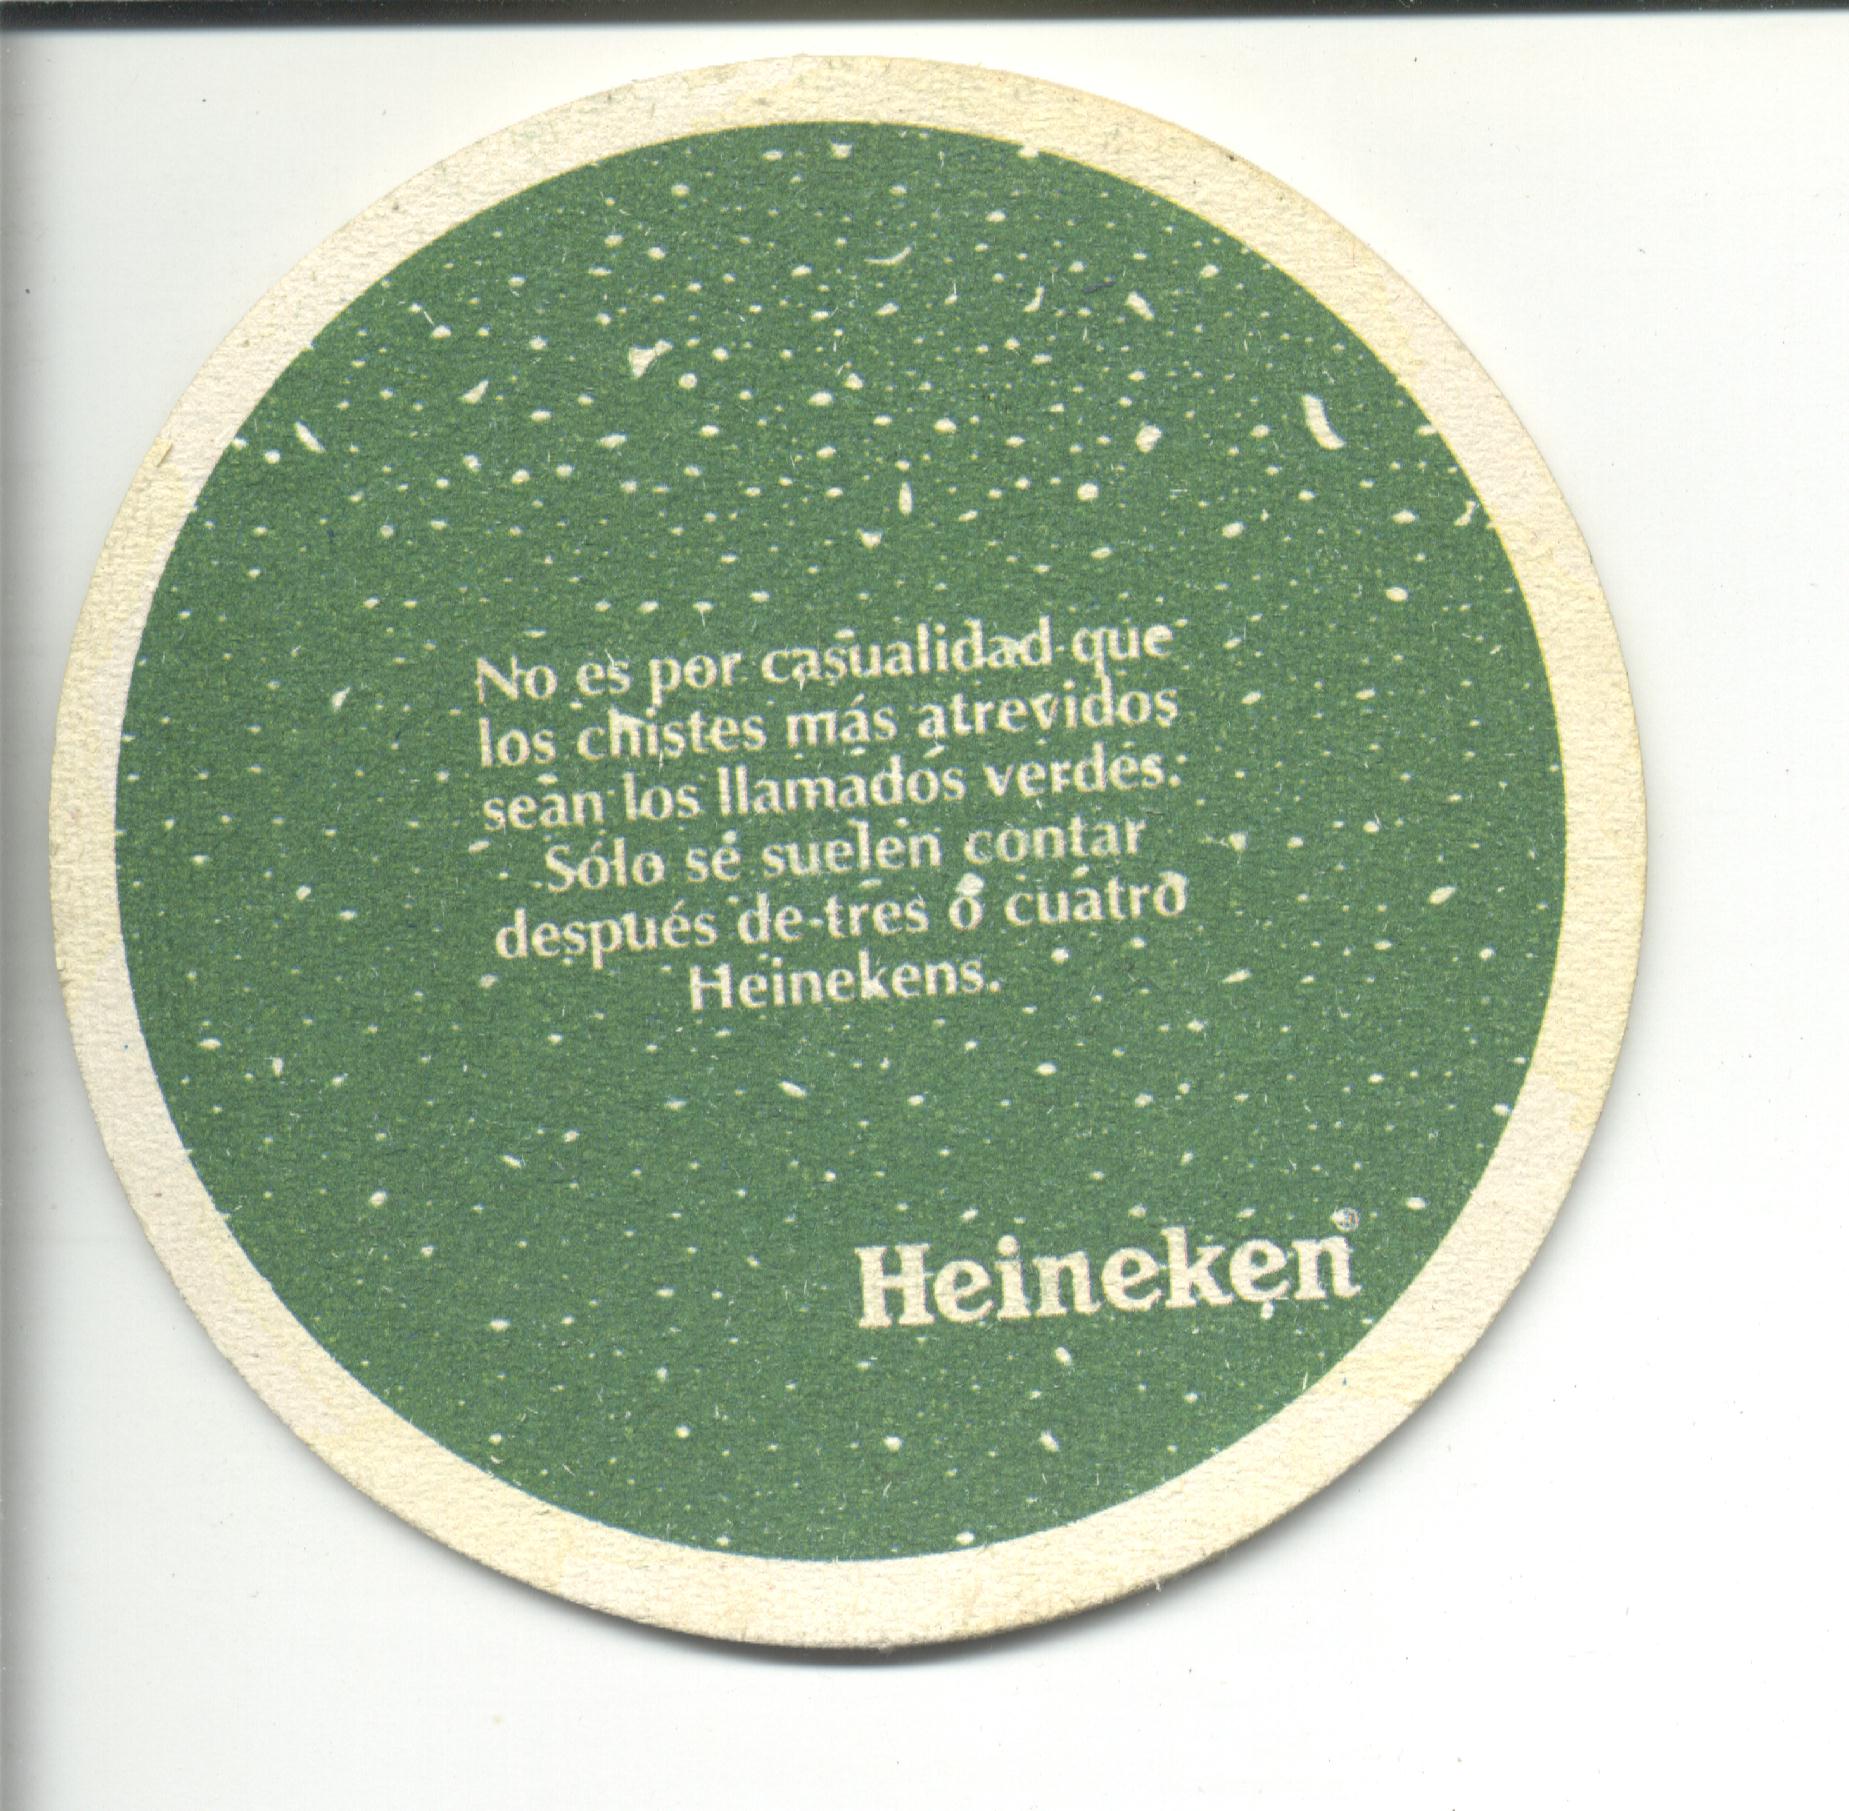 No es por casualidad que
los chistes más atrevidos
sean los llamados verdes.
Sólo se suelen contar
después de tres o cuatro
Heinekens.
Heineken®